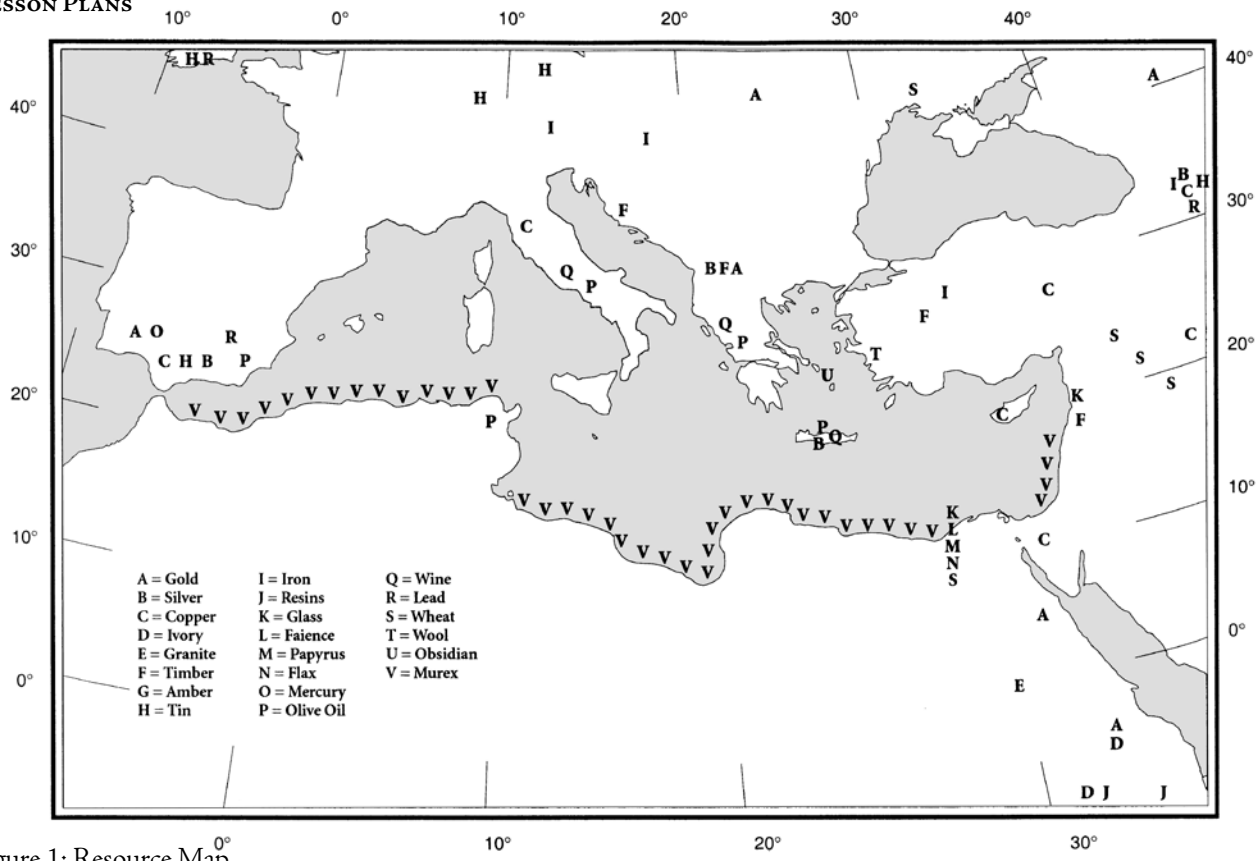 ESSON PLANS
10° 0° 10° 20° 30° 40°
40° 40°
H R
H
A
S
H A
I
I
B
I H
C
R
30°
F
C
30°
Q B F A
P
I C
F
Q
A O R P
S C
T
C H B P
S
20°
U
S
20°
V V V V V V V V V V V V V V
K
C
P
P F
B Q
V
V
V
V
10°
V V V V V V V V V V V V V V V V V V V V V V V
K
L
M
N
S
C
10°
A = Gold I = Iron Q = Wine
B = Silver J = Resins R = Lead
C = Copper K = Glass S = Wheat
D = Ivory L = Faience T = Wool
E = Granite M = Papyrus U = Obsidian
F = Timber N = Flax V = Murex
G = Amber O = Mercury
H = Tin P = Olive Oil
A
0°
0°
E
A
D
D J J
0° 10° 20° 30°
gure 1: Resource Map